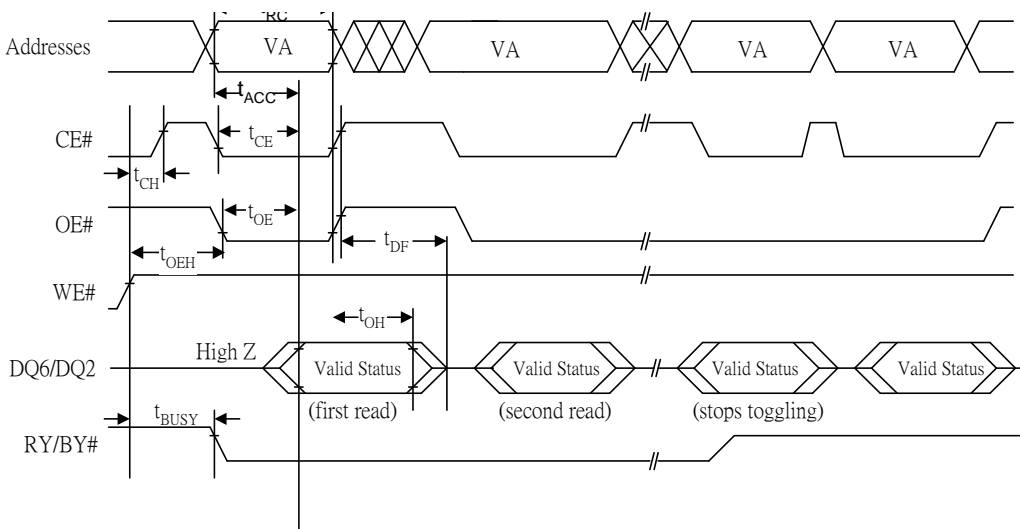 tRC
Addresses VA VA VA VA
tACC
CE# tCE
tCH
OE# tOE
tDF
tOEH
WE#
tOH
High Z
DQ6/DQ2 Valid Status Valid Status Valid Status Valid Status
(first read) (second read) (stops toggling)
tBUSY
RY/BY#